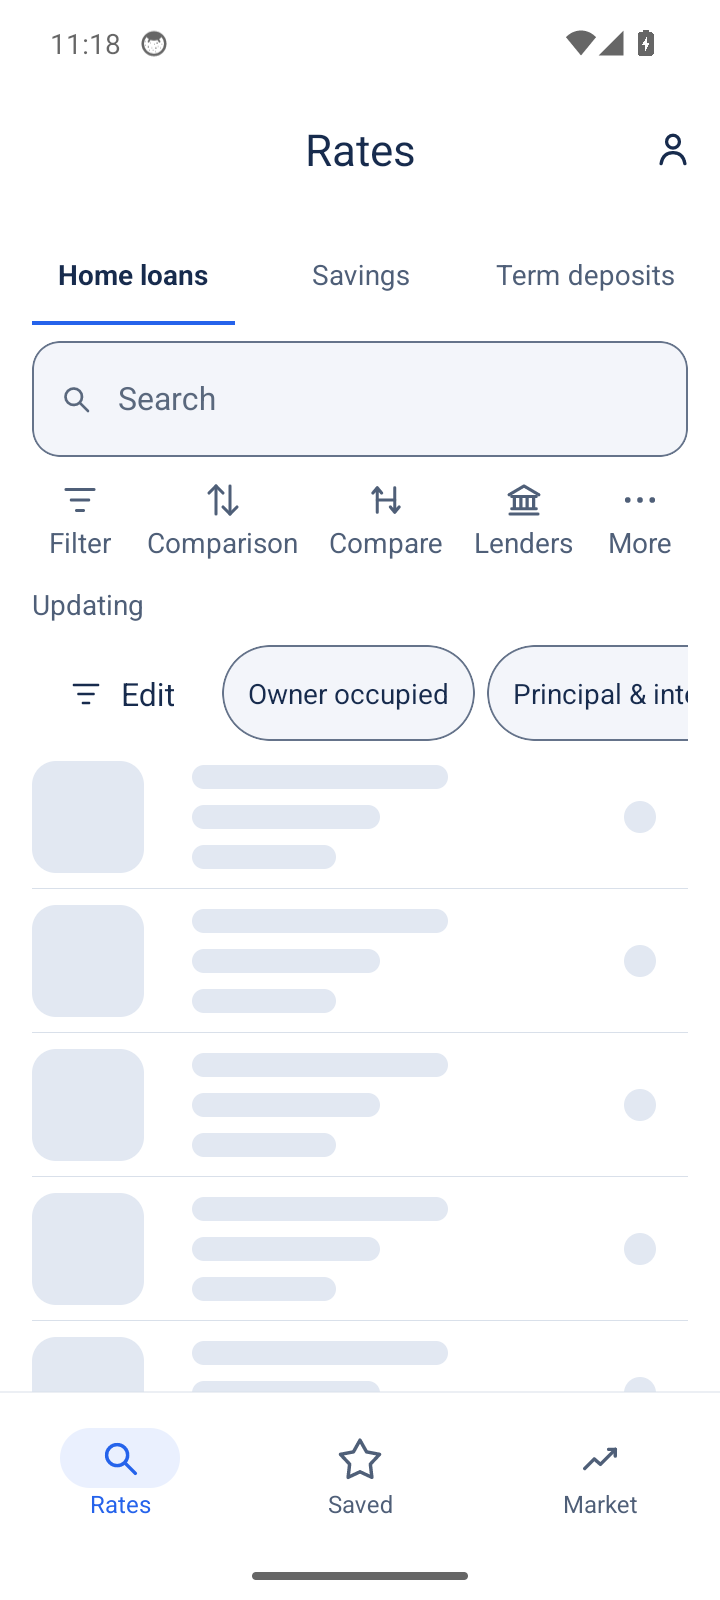 11:18
Rates
Home loans
Savings
Term deposits
Search
Filter
Comparison
Compare
Lenders
More
Updating
Edit
Owner occupied
Principal & inte
Rates
Saved
Market